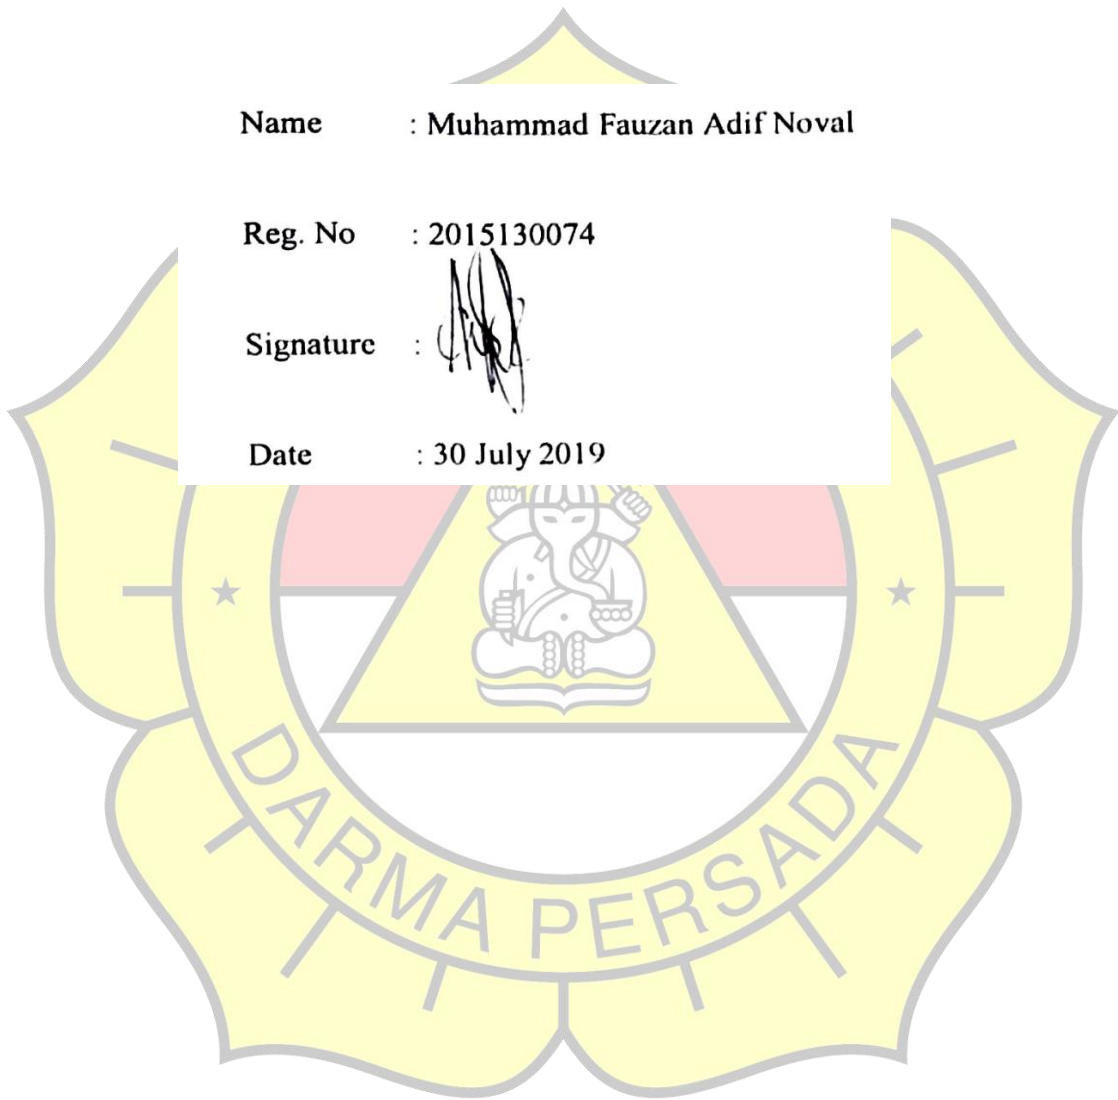 Name : Muhammad Fauzan Adif Noval
Reg. No : 2015130074
Signature :
Date : 30 July 2019
DARMA PERSADA